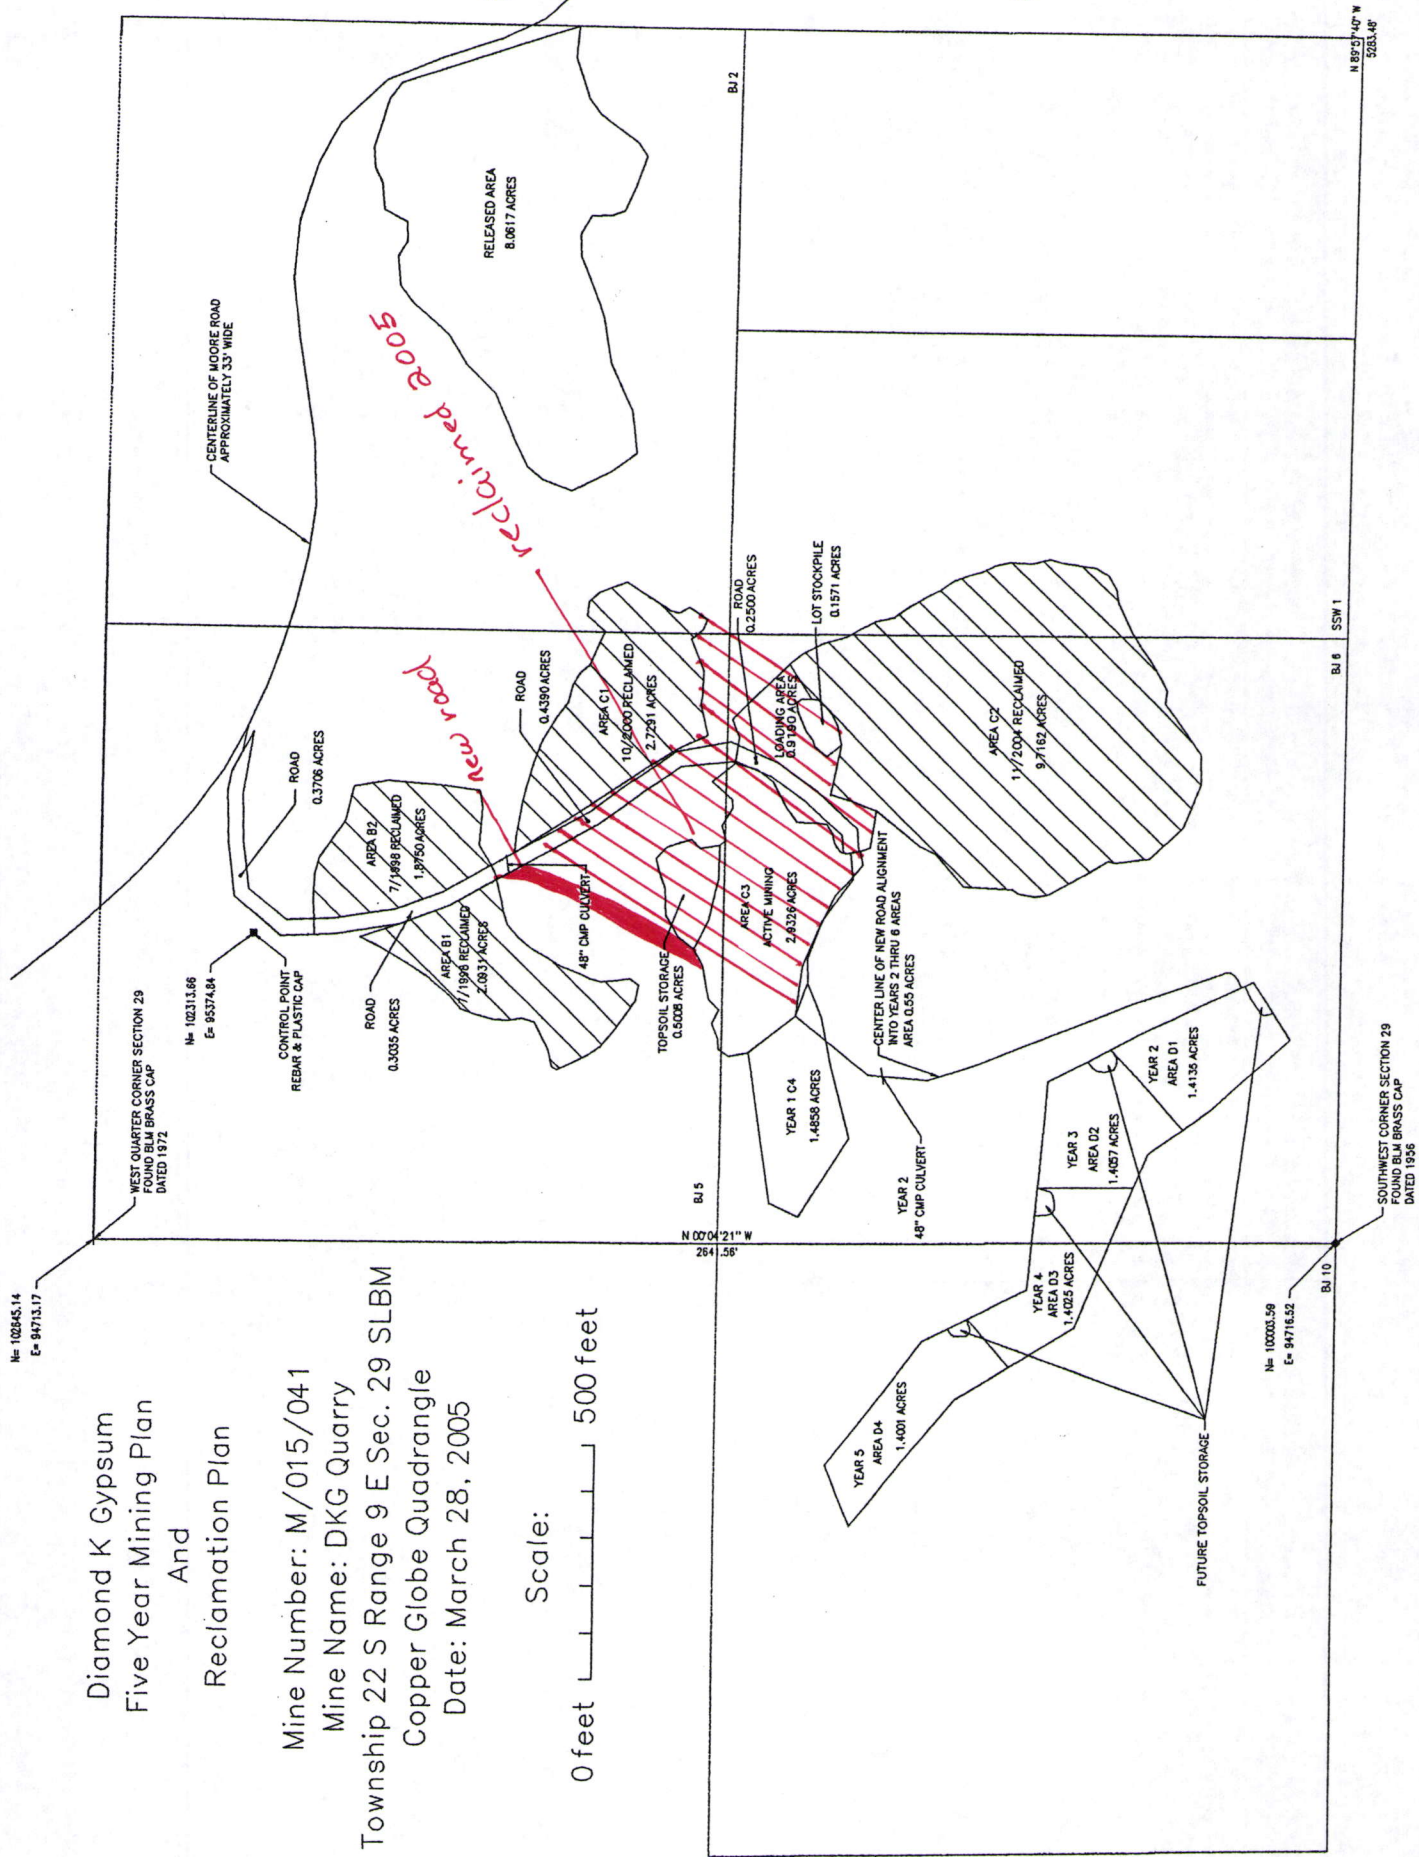 Diamond K Gypsum
Five Year Mining Plan
And
Reclamation Plan
Mine Number: M/015/041
Mine Name: DKG Quarry
Township 22 S Range 9 E Sec. 29 SLBM
Copper Globe Quadrangle
Date: March 28, 2005
Scale:
0 feet
500 feet
N= 102645.14
E= 94713.17
WEST QUARTER CORNER SECTION 29
FOUND BLM BRASS CAP
DATED 1972
N= 102313.66
E= 95374.84
CONTROL POINT
REBAR & PLASTIC CAP
ROAD
0.3706 ACRES
CENTERLINE OF MOORE ROAD
APPROXIMATELY 33' WIDE
RELEASED AREA
8.0617 ACRES
AREA B2
7/1998 RECLAIMED
1.8750 ACRES
AREA B1
7/1998 RECLAIMED
2.0931 ACRES
ROAD
0.3035 ACRES
New road
reclaimed 2005
ROAD
0.4390 ACRES
AREA C1
10/2000 RECLAIMED
2.7291 ACRES
48" CMP CULVERT
TOPSOIL STORAGE
0.5008 ACRES
AREA C3
ACTIVE MINING
2.9326 ACRES
ROAD
0.2500 ACRES
LOADING AREA
0.9790 ACRES
LOT STOCKPILE
0.1571 ACRES
AREA C2
11/2004 RECLAIMED
9.7162 ACRES
BJ 2
BJ 5
BJ 6
SSW 1
BJ 10
N 89°57'40" W
5283.48'
N 00°04'21" W
2641.56'
YEAR 1 C4
1.4858 ACRES
CENTER LINE OF NEW ROAD ALIGNMENT
INTO YEARS 2 THRU 6 AREAS
AREA 0.55 ACRES
YEAR 2
48" CMP CULVERT
YEAR 2
AREA D1
1.4135 ACRES
YEAR 3
AREA D2
1.4057 ACRES
YEAR 4
AREA D3
1.4025 ACRES
YEAR 5
AREA D4
1.4001 ACRES
FUTURE TOPSOIL STORAGE
N= 10003.59
E= 94716.52
SOUTHWEST CORNER SECTION 29
FOUND BLM BRASS CAP
DATED 1956